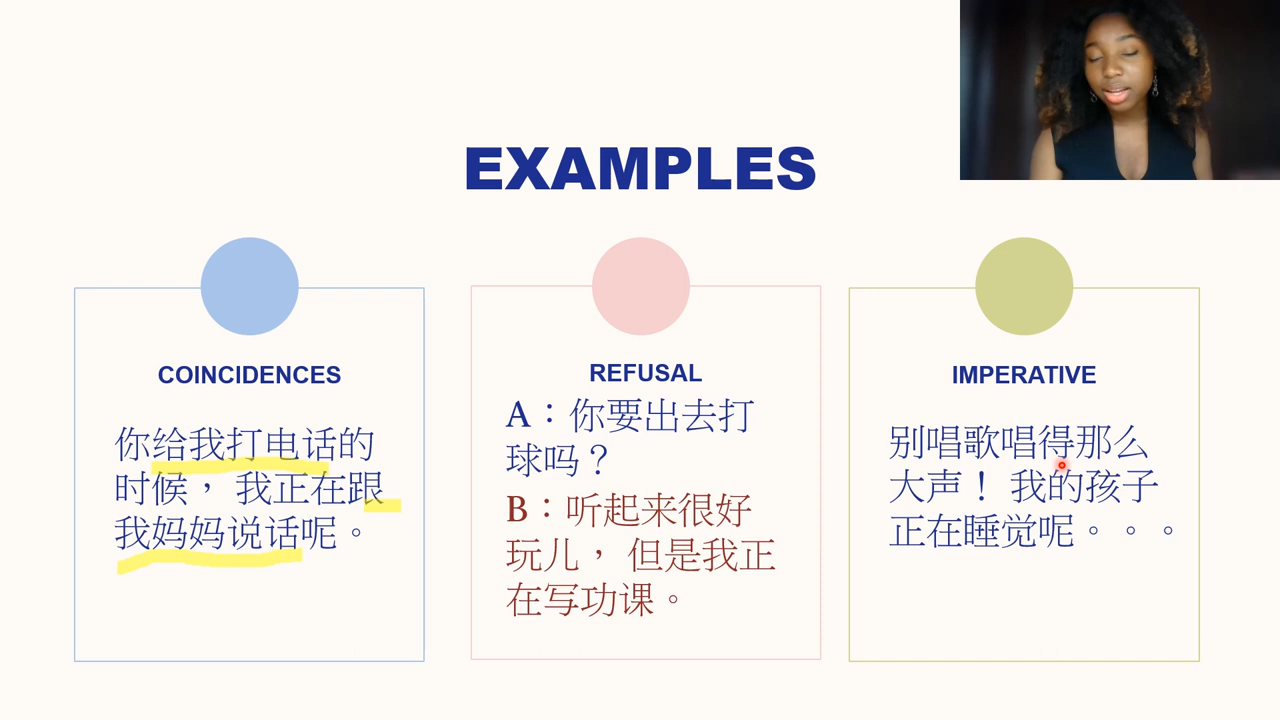 EXAMPLES
COINCIDENCES
你给我打电话的
时候， 我正在跟
我妈妈说话呢。
REFUSAL
A：你要出去打
球吗？
B：听起来很好
玩儿， 但是我正
在写功课。
IMPERATIVE
别唱歌唱得那么
大声！ 我的孩子
正在睡觉呢。。。